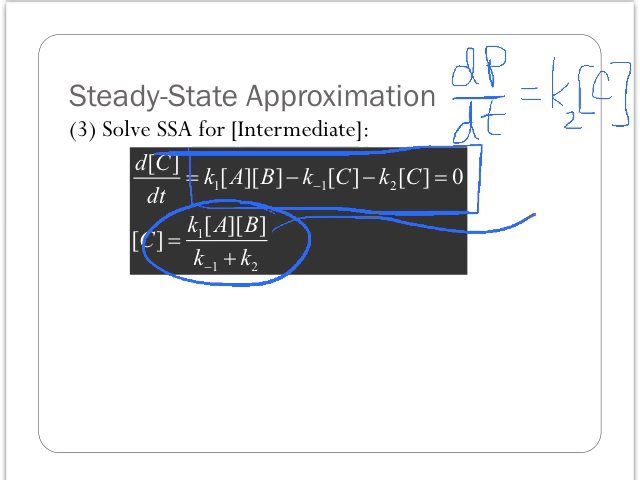 Steady-State Approximation
dP/dt = k₂[C]
(3) Solve SSA for [Intermediate]:
d[C]/dt = k₁[A][B] − k₋₁[C] − k₂[C] = 0
[C] = k₁[A][B] / k₋₁ + k₂